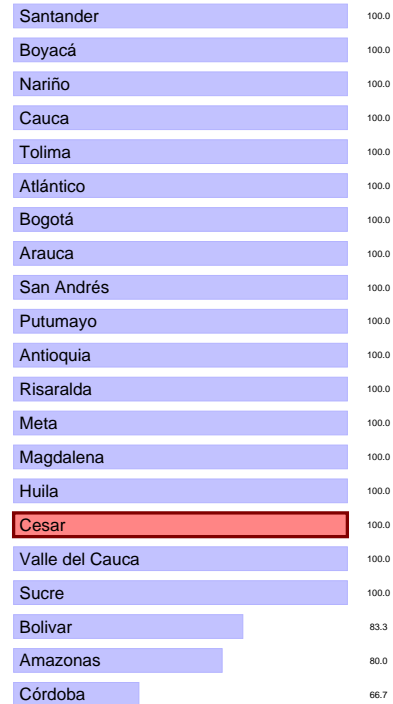 Santander 100.0
Boyacá 100.0
Nariño 100.0
Cauca 100.0
Tolima 100.0
Atlántico 100.0
Bogotá 100.0
Arauca 100.0
San Andrés 100.0
Putumayo 100.0
Antioquia 100.0
Risaralda 100.0
Meta 100.0
Magdalena 100.0
Huila 100.0
Cesar 100.0
Valle del Cauca 100.0
Sucre 100.0
Bolivar 83.3
Amazonas 80.0
Córdoba 66.7